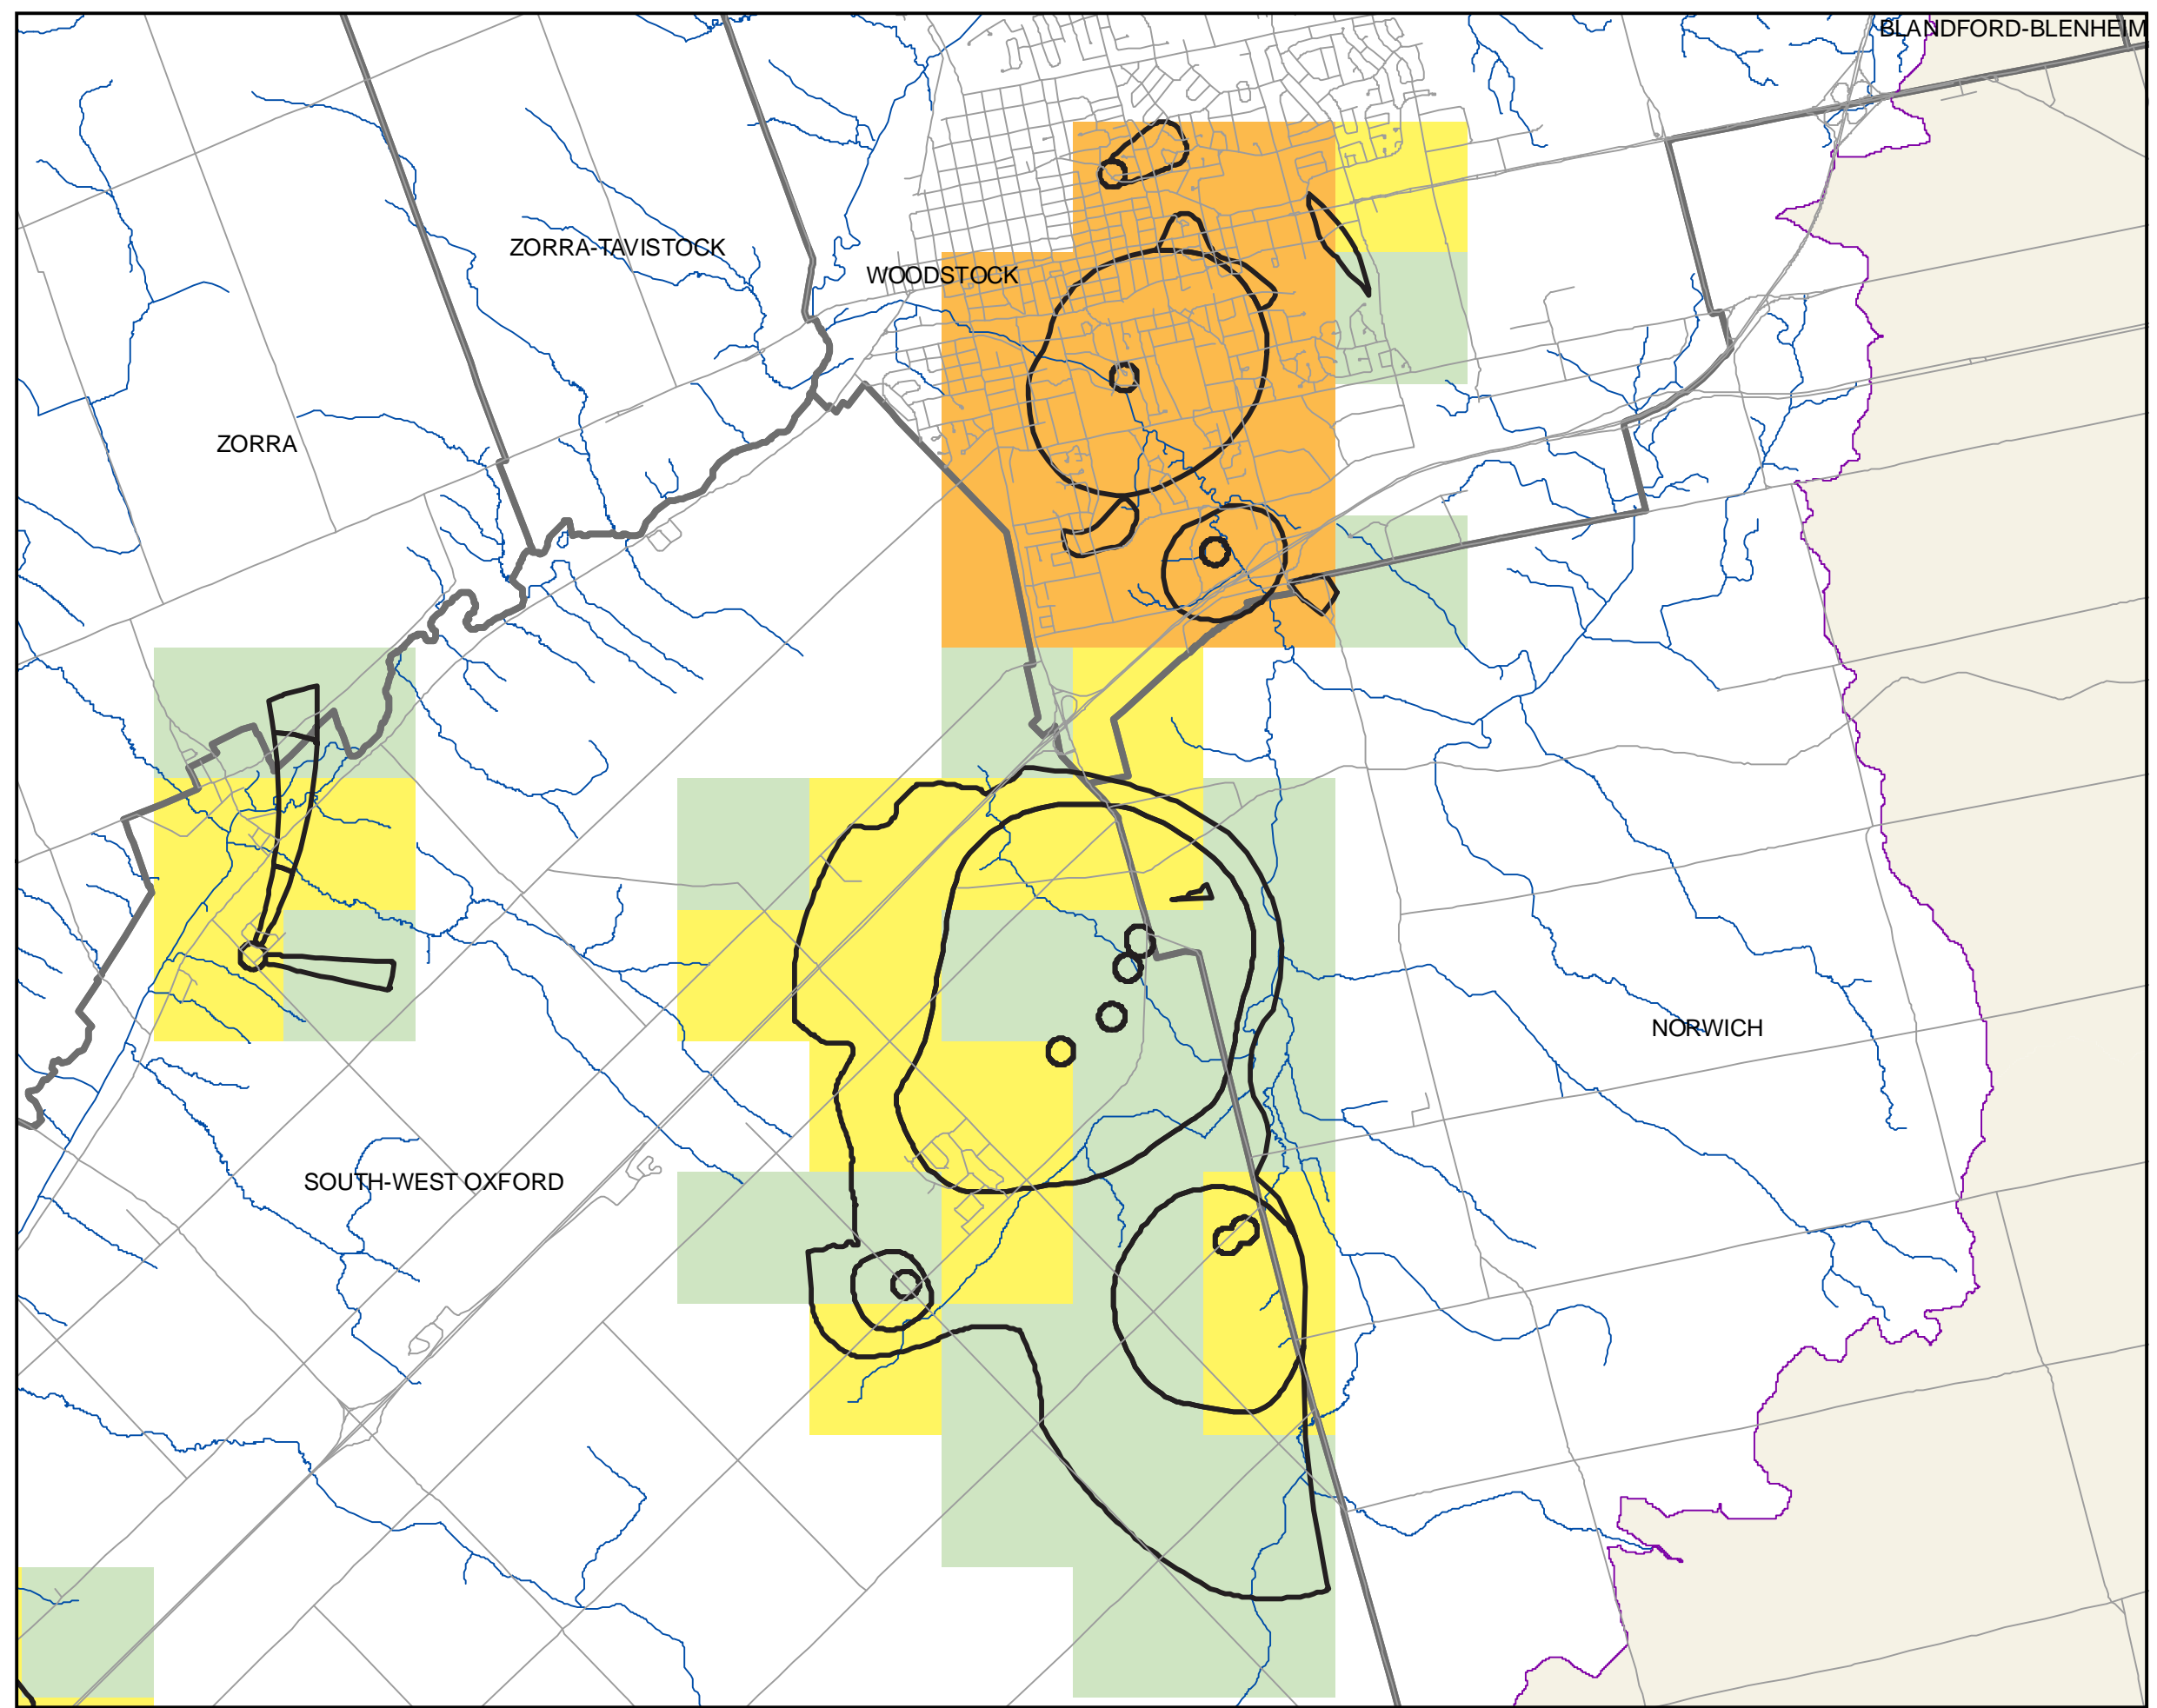 BLANDFORD-BLENHEIM
ZORRA-TAVISTOCK
WOODSTOCK
ZORRA
NORWICH
SOUTH-WEST OXFORD